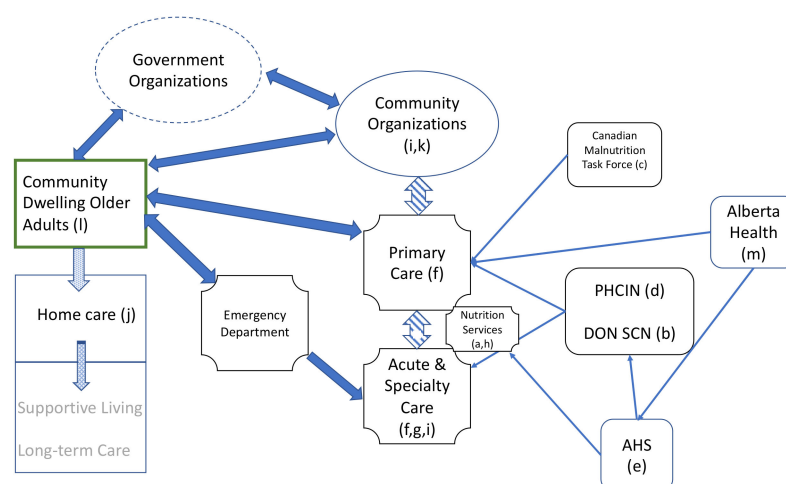 Government
Organizations
Community
Organizations
(i,k)
Canadian
Malnutrition
Task Force (c)
Community
Dwelling Older
Adults (l)
Alberta
Health
(m)
Primary
Care (f)
PHCIN (d)
DON SCN (b)
Home care (j)
Emergency
Department
Nutrition
Services
(a,h)
Acute &
Specialty
Care
(f,g,i)
Supportive Living
Long-term Care
AHS
(e)